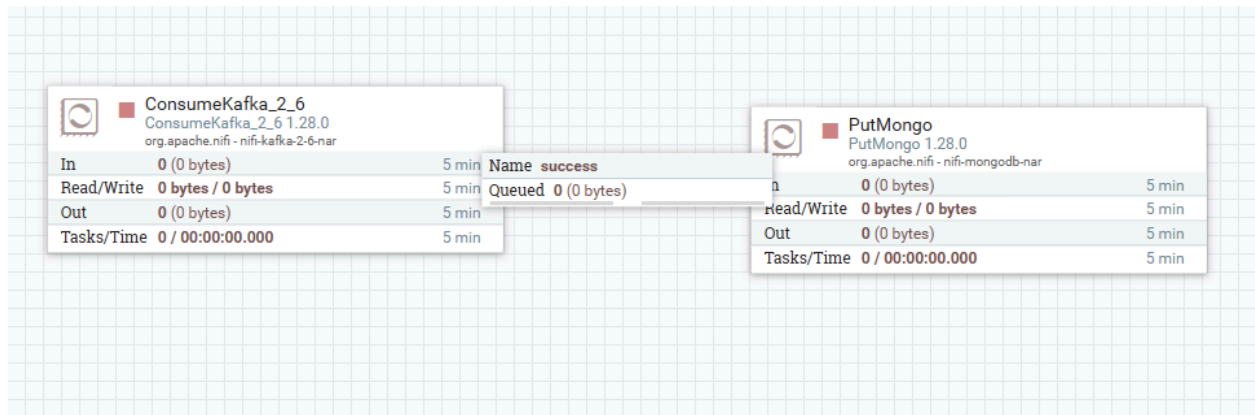 ConsumeKafka_2_6
ConsumeKafka_2_6 1.28.0
org.apache.nifi - nifi-kafka-2-6-nar
In 0 (0 bytes) 5 min
Read/Write 0 bytes / 0 bytes 5 min
Out 0 (0 bytes) 5 min
Tasks/Time 0 / 00:00:00.000 5 min
Name success
Queued 0 (0 bytes)
PutMongo
PutMongo 1.28.0
org.apache.nifi - nifi-mongodb-nar
0 (0 bytes) 5 min
Read/Write 0 bytes / 0 bytes 5 min
Out 0 (0 bytes) 5 min
Tasks/Time 0 / 00:00:00.000 5 min